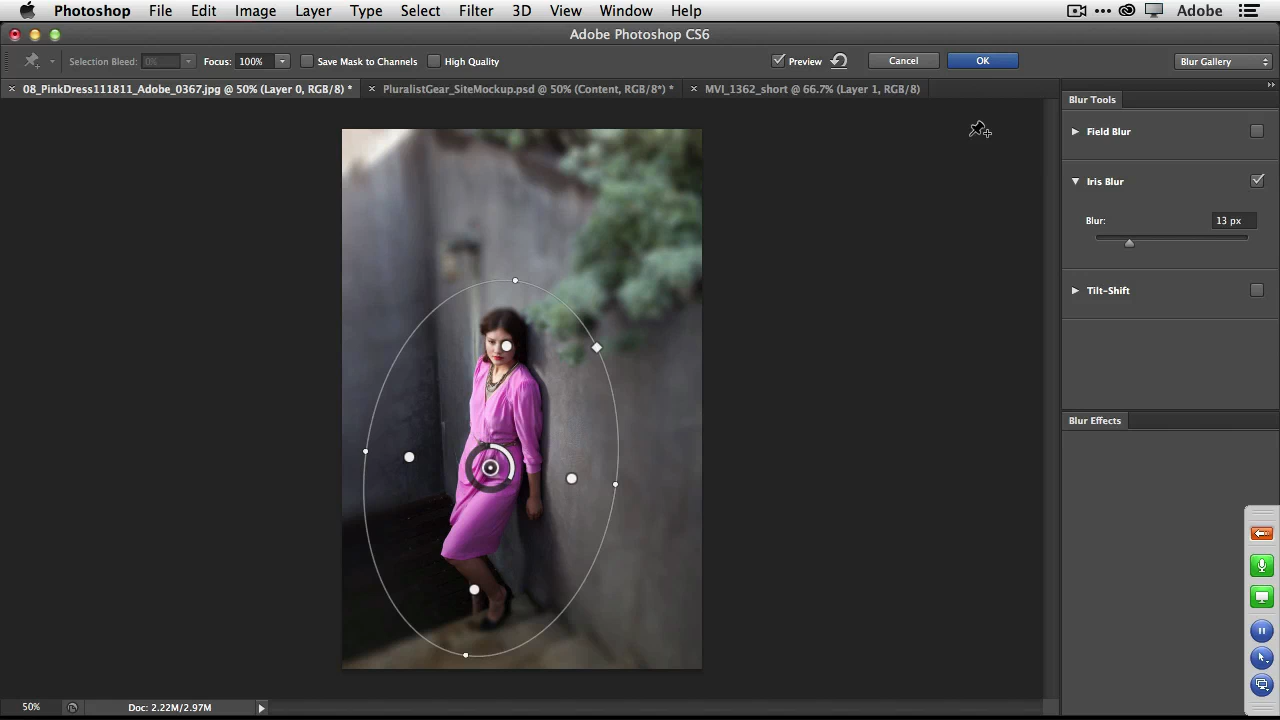 Photoshop File Edit Image Layer Type Select Filter 3D View Window Help Adobe
Adobe Photoshop CS6
Selection Bleed: 0% Focus: 100% Save Mask to Channels High Quality Preview Cancel OK Blur Gallery
× 08_PinkDress111811_Adobe_0367.jpg @ 50% (Layer 0, RGB/8) * × PluralistGear_SiteMockup.psd @ 50% (Content, RGB/8*) * × MVI_1362_short @ 66.7% (Layer 1, RGB/8)
Blur Tools
Field Blur
Iris Blur
Blur: 13 px
Tilt-Shift
Blur Effects
50% Doc: 2.22M/2.97M